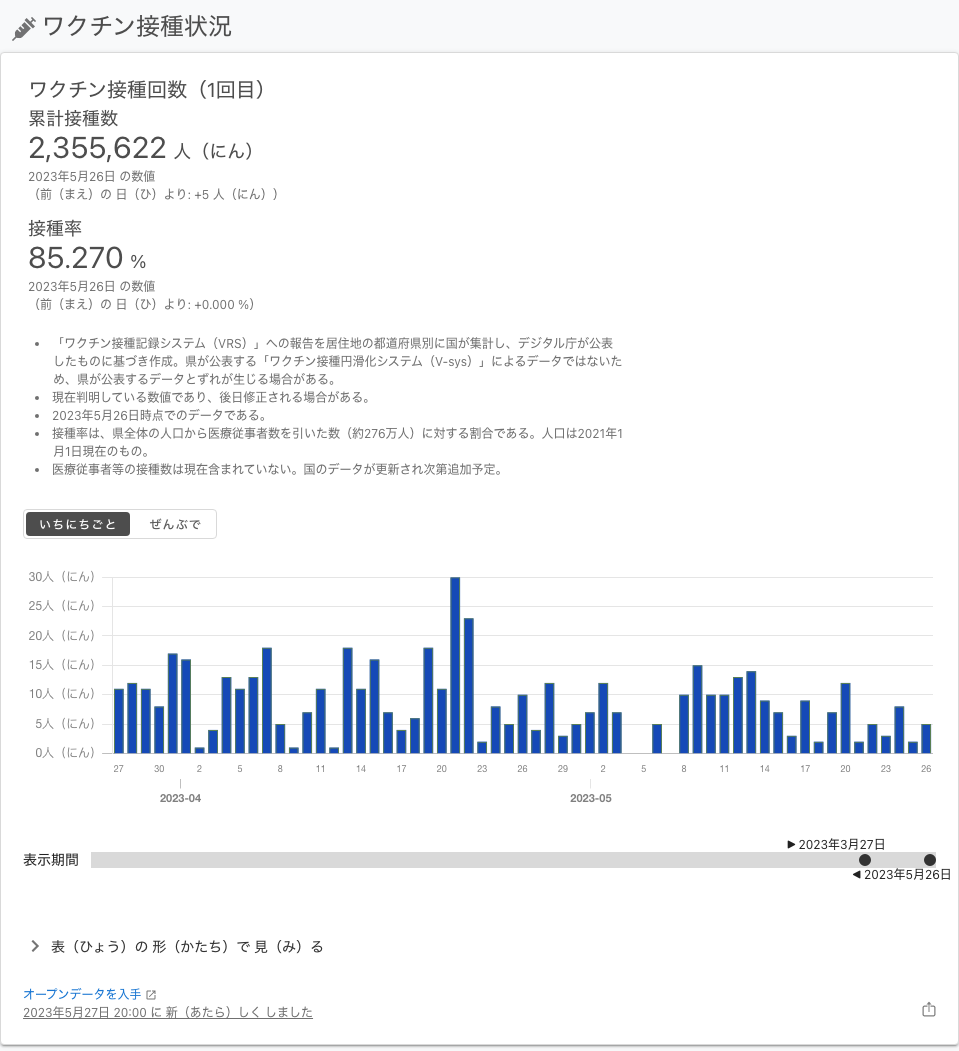 ワクチン接種状況
ワクチン接種回数（1回目）
累計接種数
2,355,622 人（にん）
2023年5月26日 の数値
（前（まえ）の 日（ひ）より: +5 人（にん））
接種率
85.270 %
2023年5月26日 の数値
（前（まえ）の 日（ひ）より: +0.000 %）
• 「ワクチン接種記録システム（VRS）」への報告を居住地の都道府県別に国が集計し、デジタル庁が公表
したものに基づき作成。県が公表する「ワクチン接種円滑化システム（V-sys）」によるデータではないた
め、県が公表するデータとずれが生じる場合がある。
• 現在判明している数値であり、後日修正される場合がある。
• 2023年5月26日時点でのデータである。
• 接種率は、県全体の人口から医療従事者数を引いた数（約276万人）に対する割合である。人口は2021年1
月1日現在のもの。
• 医療従事者等の接種数は現在含まれていない。国のデータが更新され次第追加予定。
いちにちごと ぜんぶで
30人（にん）
25人（にん）
20人（にん）
15人（にん）
10人（にん）
5人（にん）
0人（にん）
27 30 2 5 8 11 14 17 20 23 26 29 2 5 8 11 14 17 20 23 26
2023-04 2023-05
▶ 2023年3月27日
表示期間
◀ 2023年5月26日
表（ひょう）の 形（かたち）で 見（み）る
オープンデータを入手
2023年5月27日 20:00 に 新（あたら）しく しました